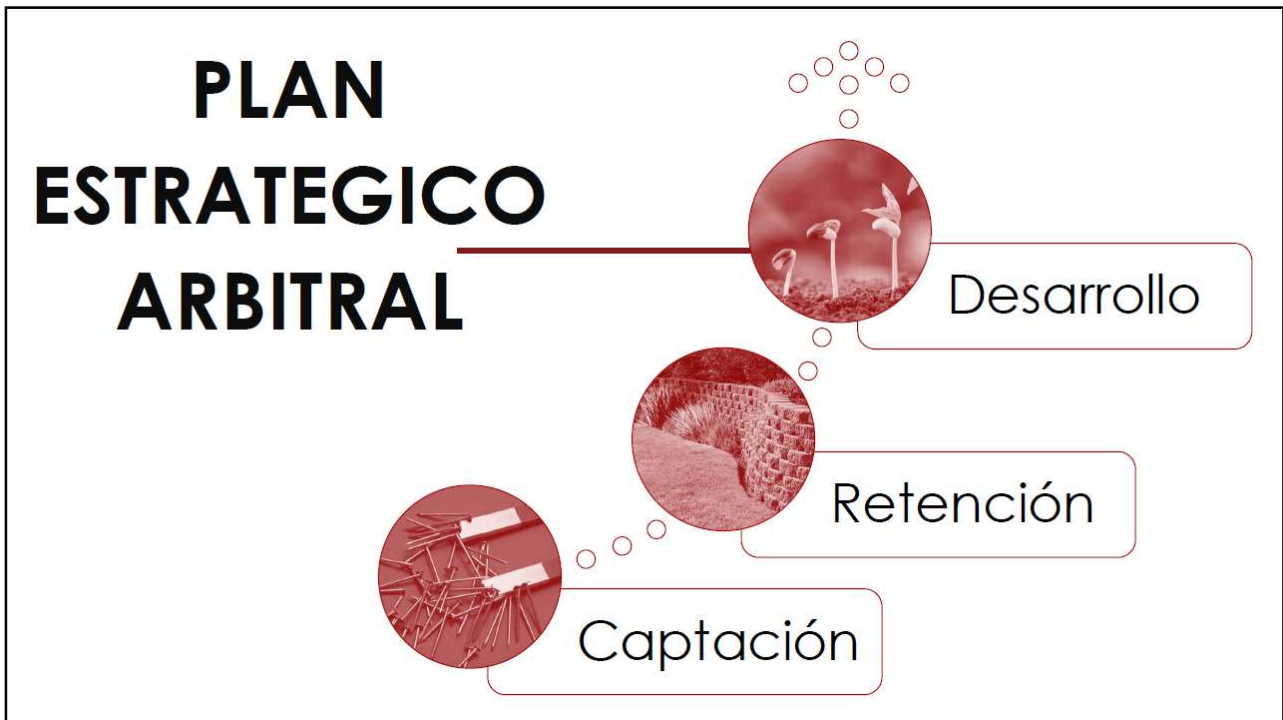 PLAN
ESTRATEGICO
ARBITRAL
Desarrollo
Retención
Captación